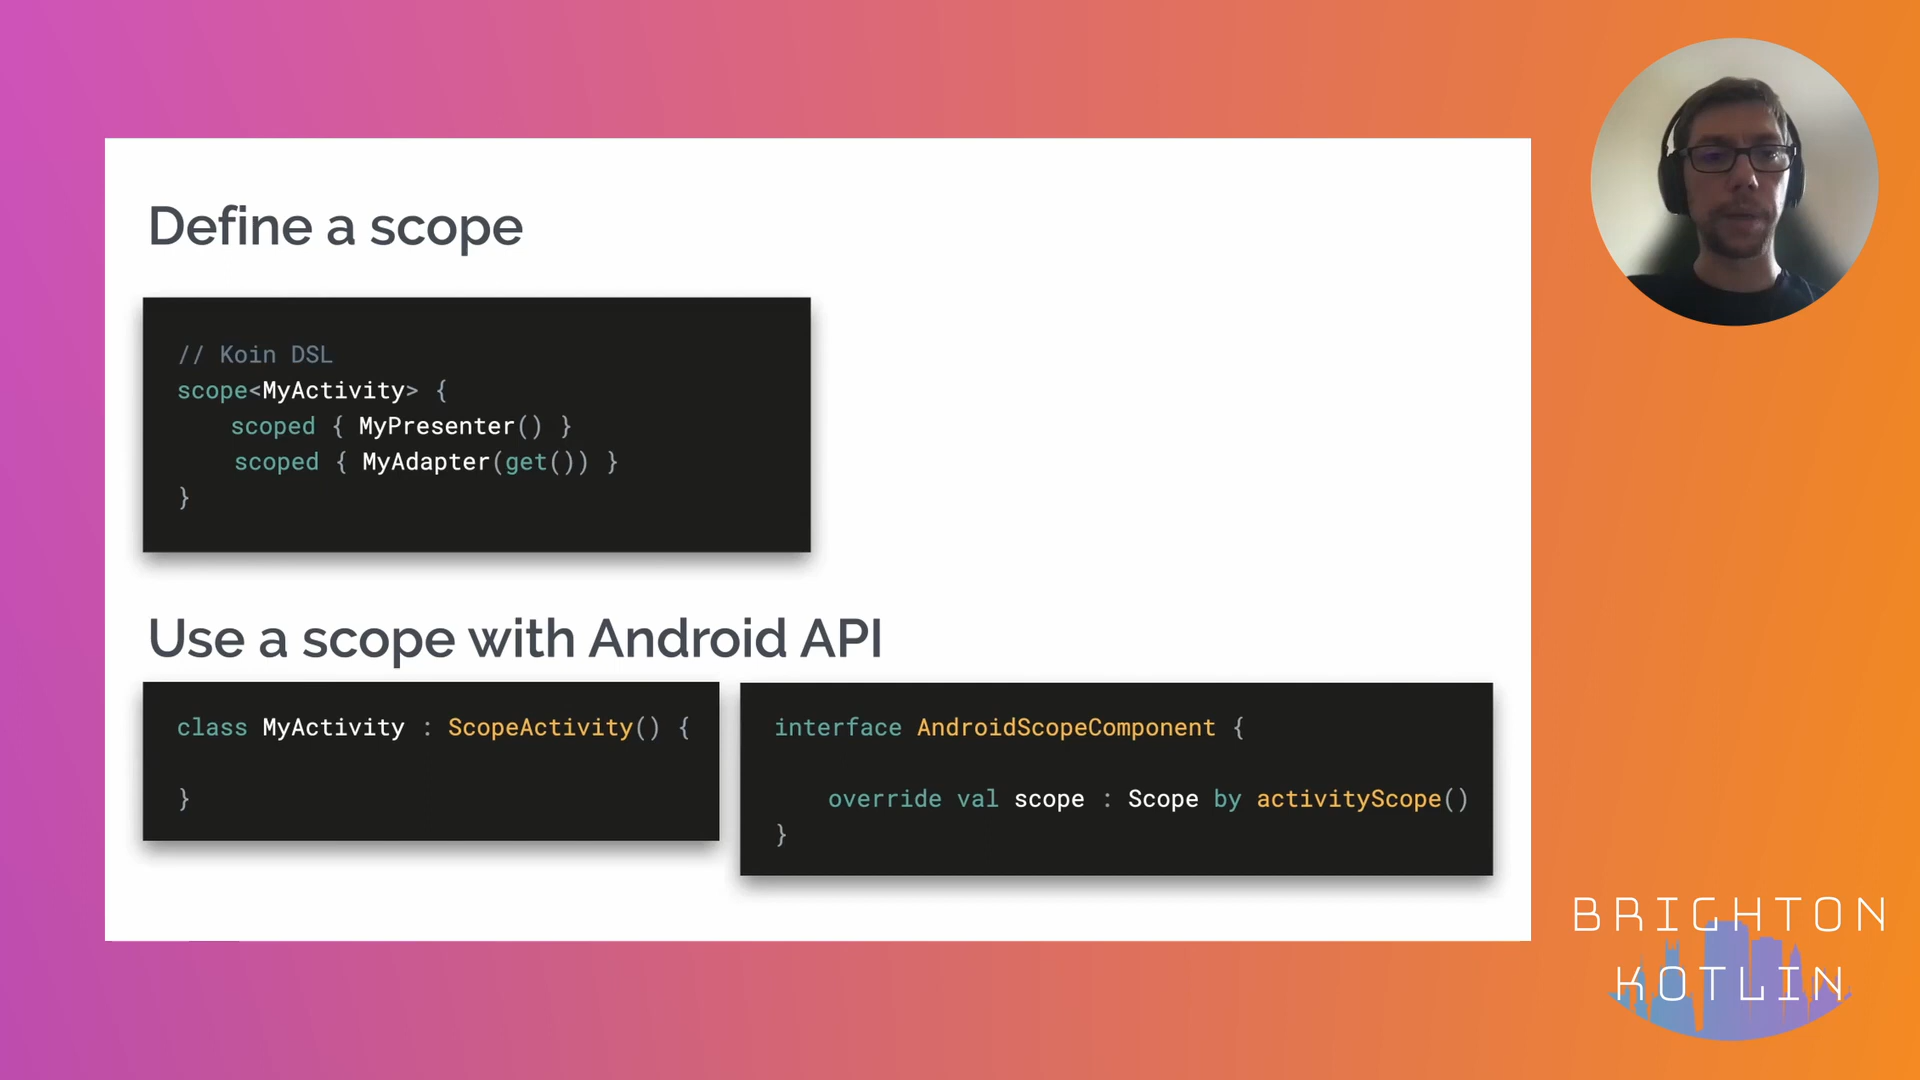 Define a scope
// Koin DSL
scope<MyActivity> {
scoped { MyPresenter() }
scoped { MyAdapter(get()) }
}
Use a scope with Android API
class MyActivity : ScopeActivity() {
}
interface AndroidScopeComponent {
override val scope : Scope by activityScope()
}
BRIGHTON
KOTLIN